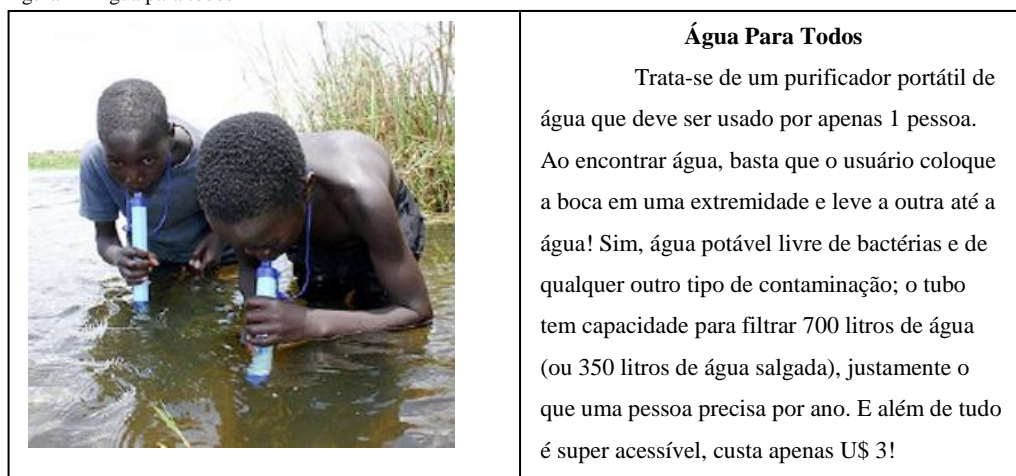 Água Para Todos
Trata-se de um purificador portátil de
água que deve ser usado por apenas 1 pessoa.
Ao encontrar água, basta que o usuário coloque
a boca em uma extremidade e leve a outra até a
água! Sim, água potável livre de bactérias e de
qualquer outro tipo de contaminação; o tubo
tem capacidade para filtrar 700 litros de água
(ou 350 litros de água salgada), justamente o
que uma pessoa precisa por ano. E além de tudo
é super acessível, custa apenas U$ 3!